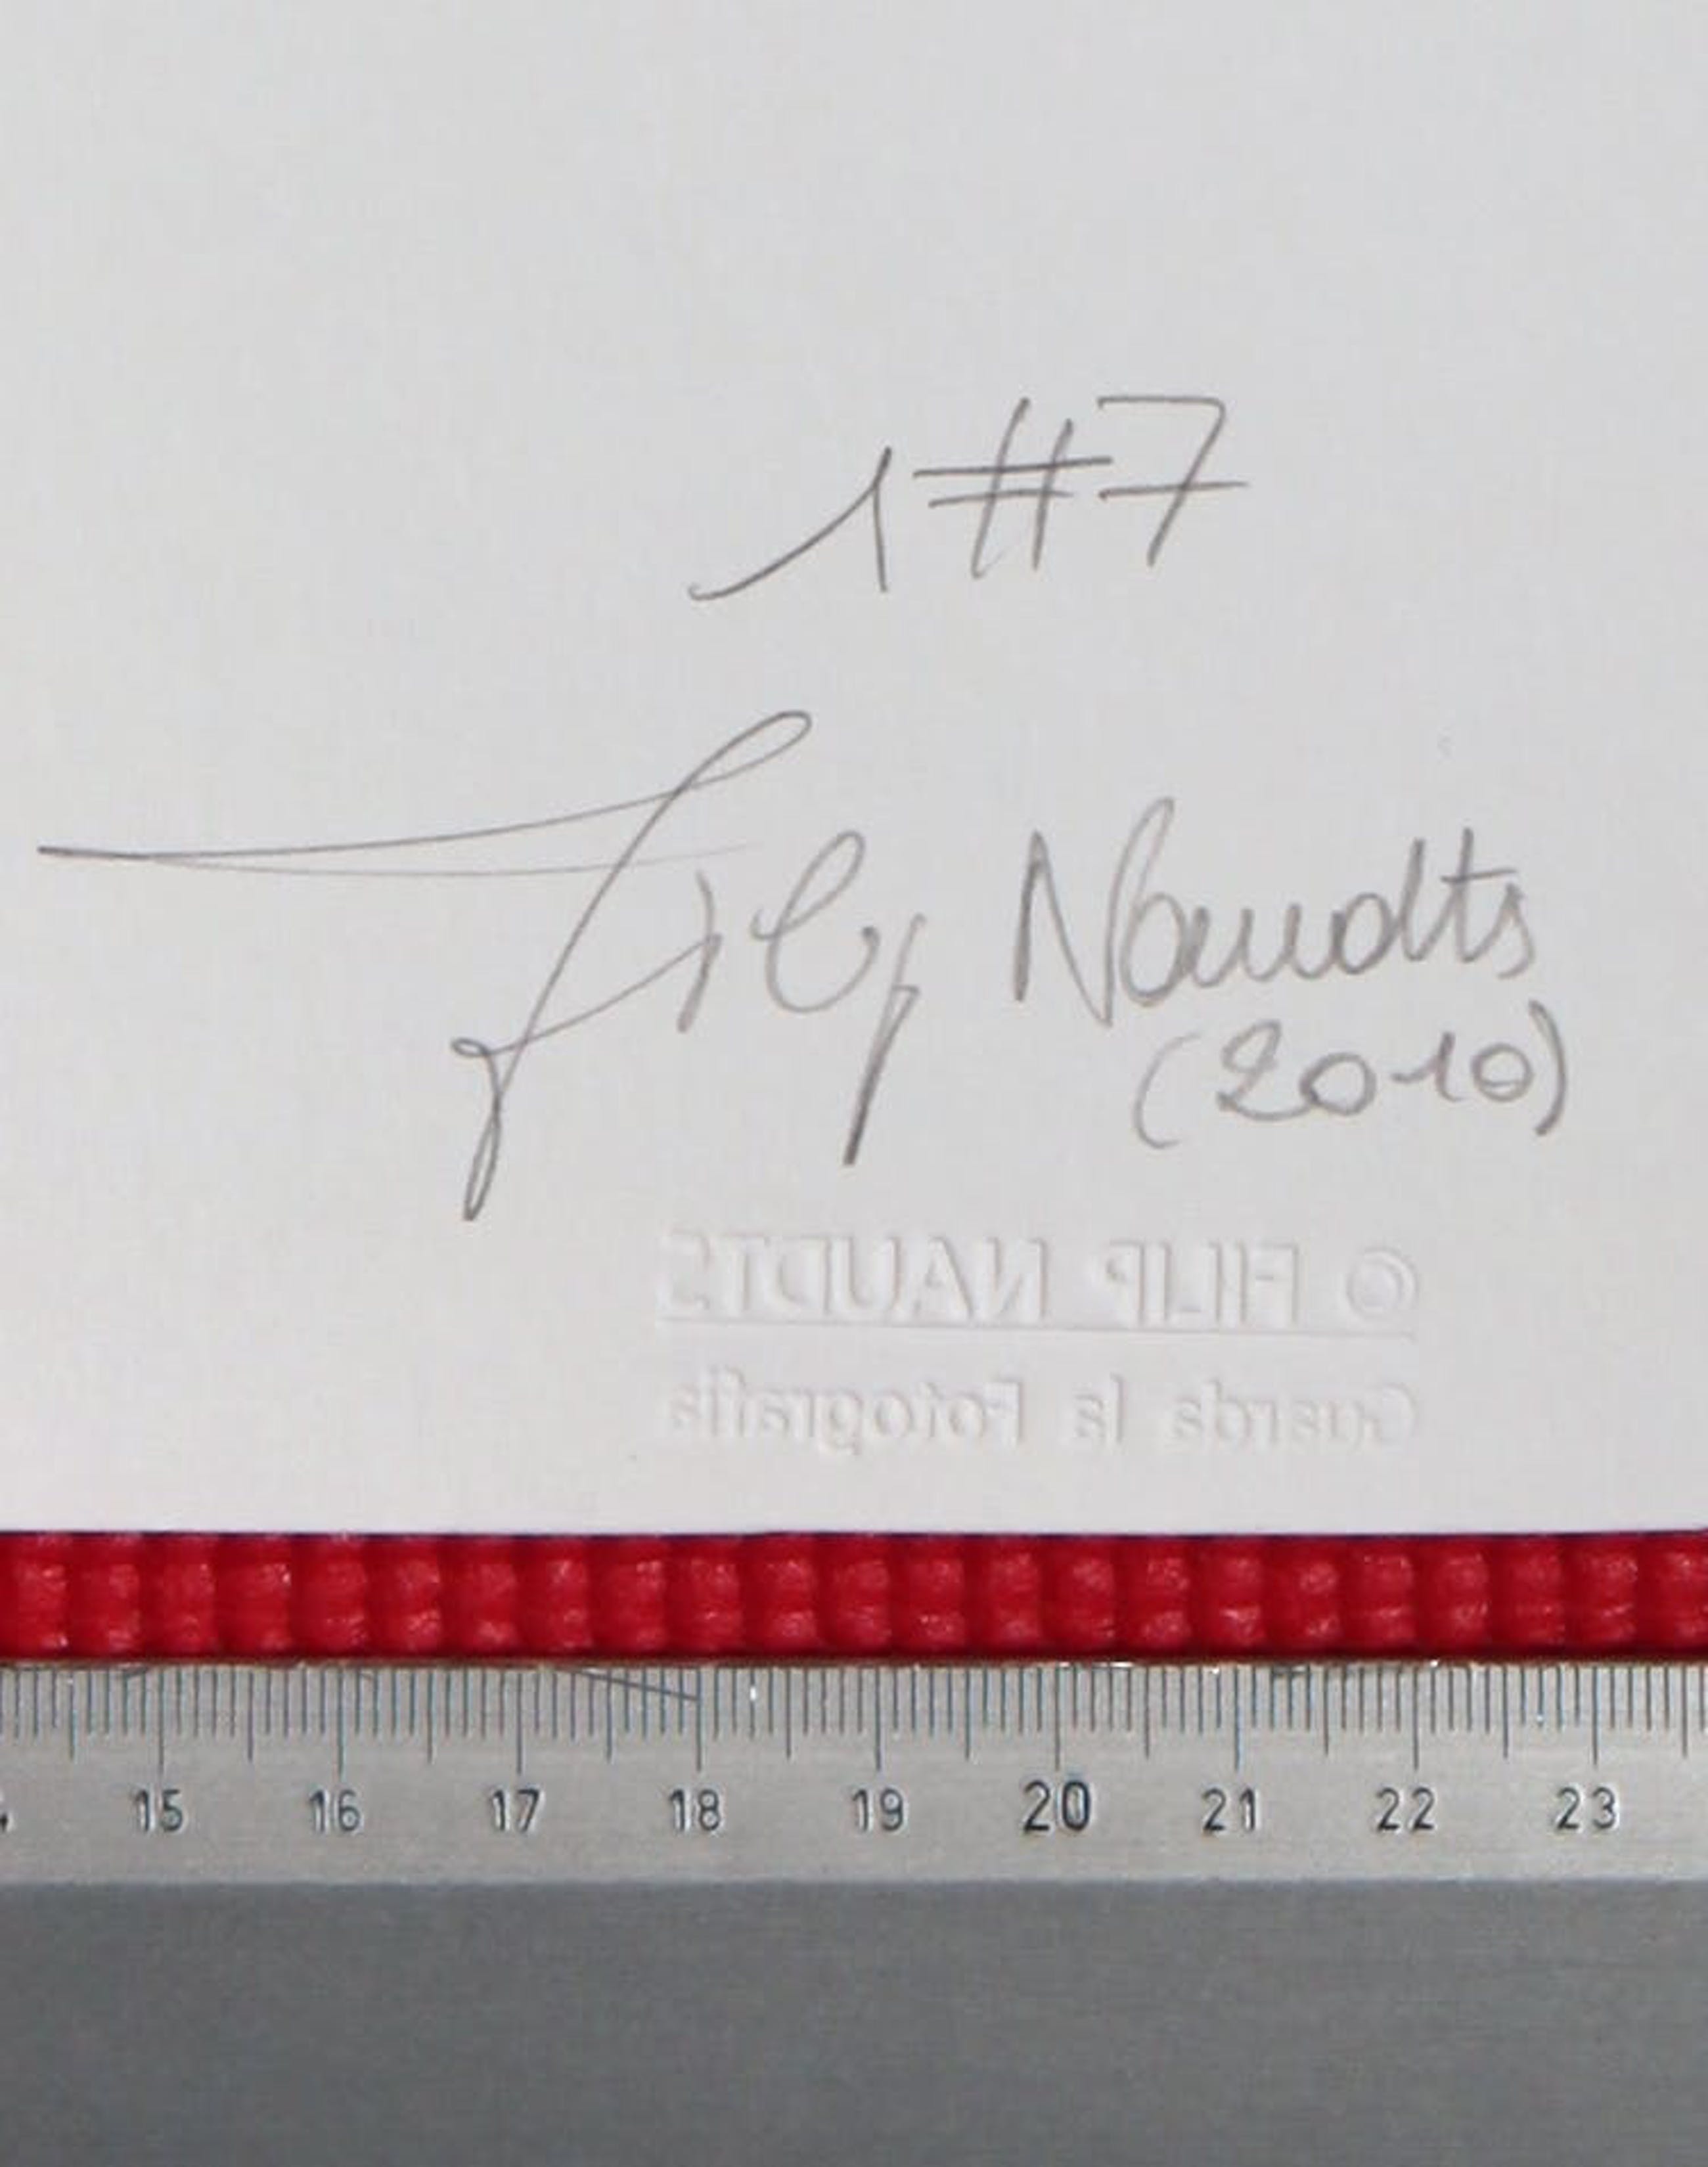 1#7
Filip Naudts
(2010)
© FILIP NAUDTS
Guarda la Fotografia
15 16 17 18 19 20 21 22 23